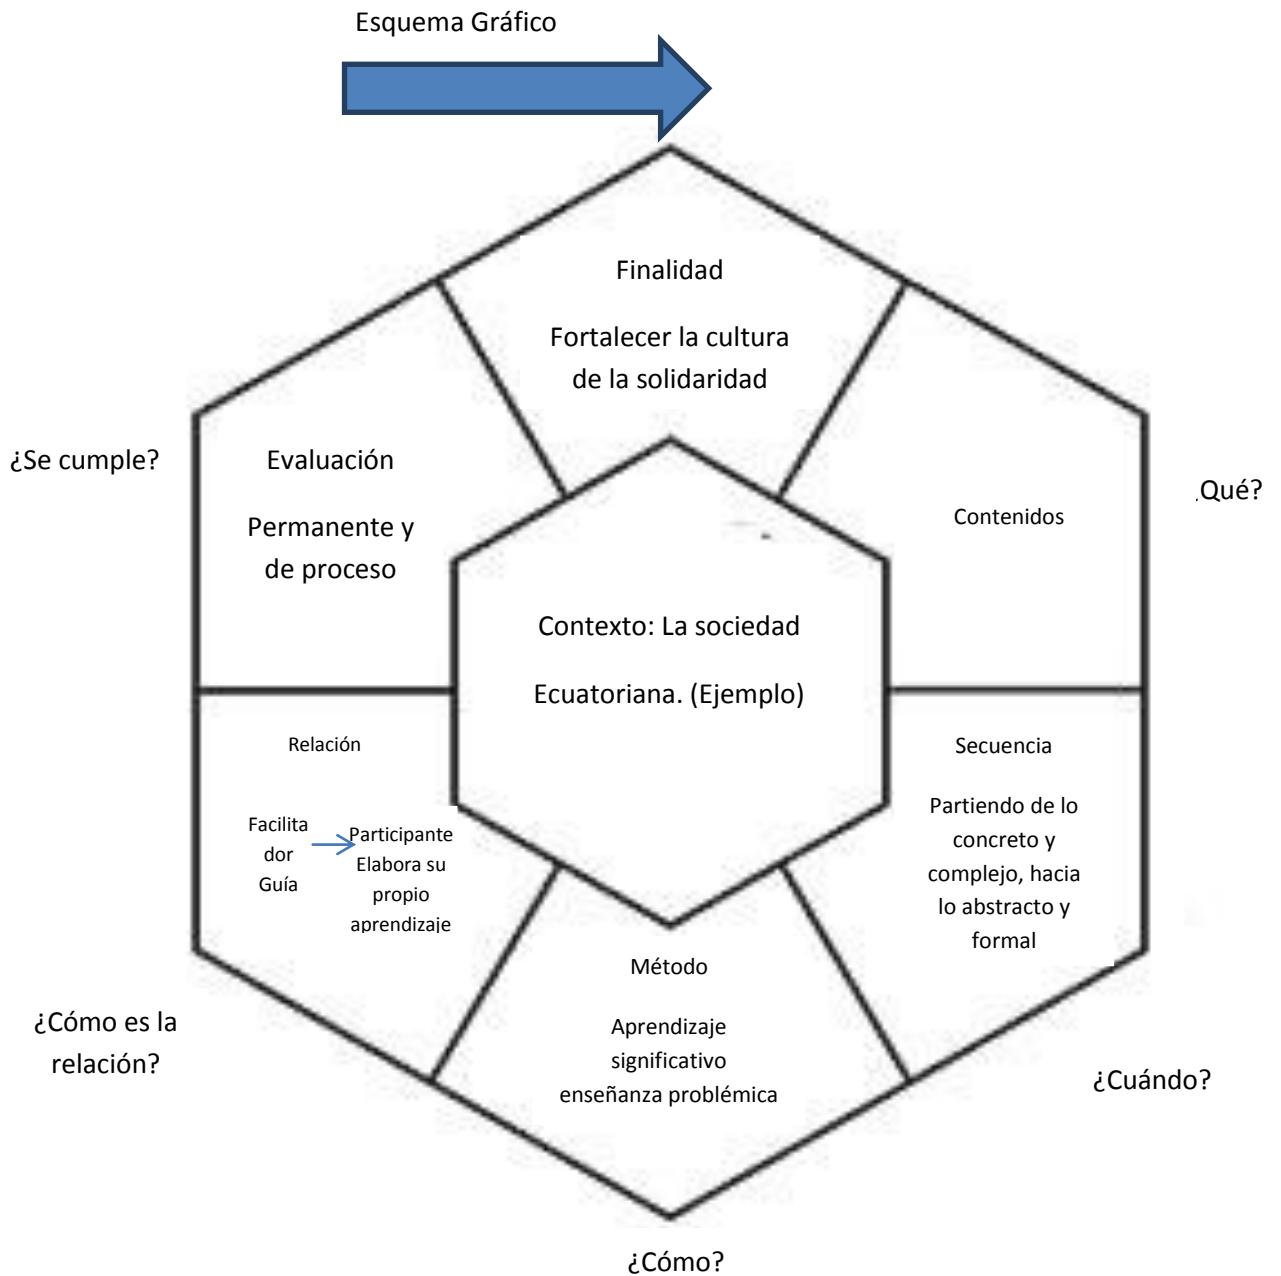 Esquema Gráfico
Finalidad
Fortalecer la cultura
de la solidaridad
¿Se cumple?
Evaluación
Permanente y
de proceso
Contenidos
Qué?
Contexto: La sociedad
Ecuatoriana. (Ejemplo)
Relación
Facilita
dor
Guía
Participante
Elabora su
propio
aprendizaje
Secuencia
Partiendo de lo
concreto y
complejo, hacia
lo abstracto y
formal
Método
Aprendizaje
significativo
enseñanza problémica
¿Cómo es la
relación?
¿Cuándo?
¿Cómo?